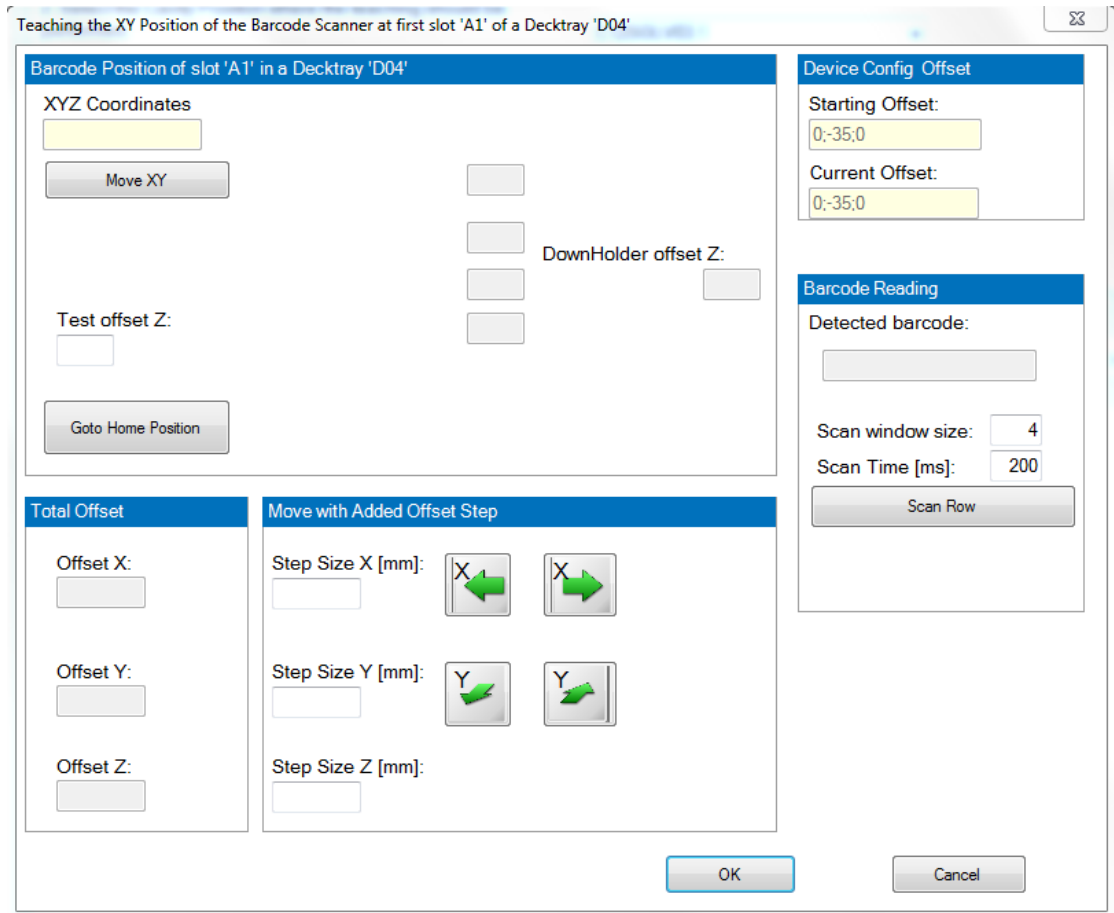 Teaching the XY Position of the Barcode Scanner at first slot 'A1' of a Decktray 'D04'
Barcode Position of slot 'A1' in a Decktray 'D04'
XYZ Coordinates
Move XY
DownHolder offset Z:
Test offset Z:
Goto Home Position
Device Config Offset
Starting Offset:
0;-35;0
Current Offset:
0;-35;0
Barcode Reading
Detected barcode:
Scan window size: 4
Scan Time [ms]: 200
Scan Row
Total Offset
Offset X:
Offset Y:
Offset Z:
Move with Added Offset Step
Step Size X [mm]:
X
X
Step Size Y [mm]:
Y
Y
Step Size Z [mm]:
OK
Cancel